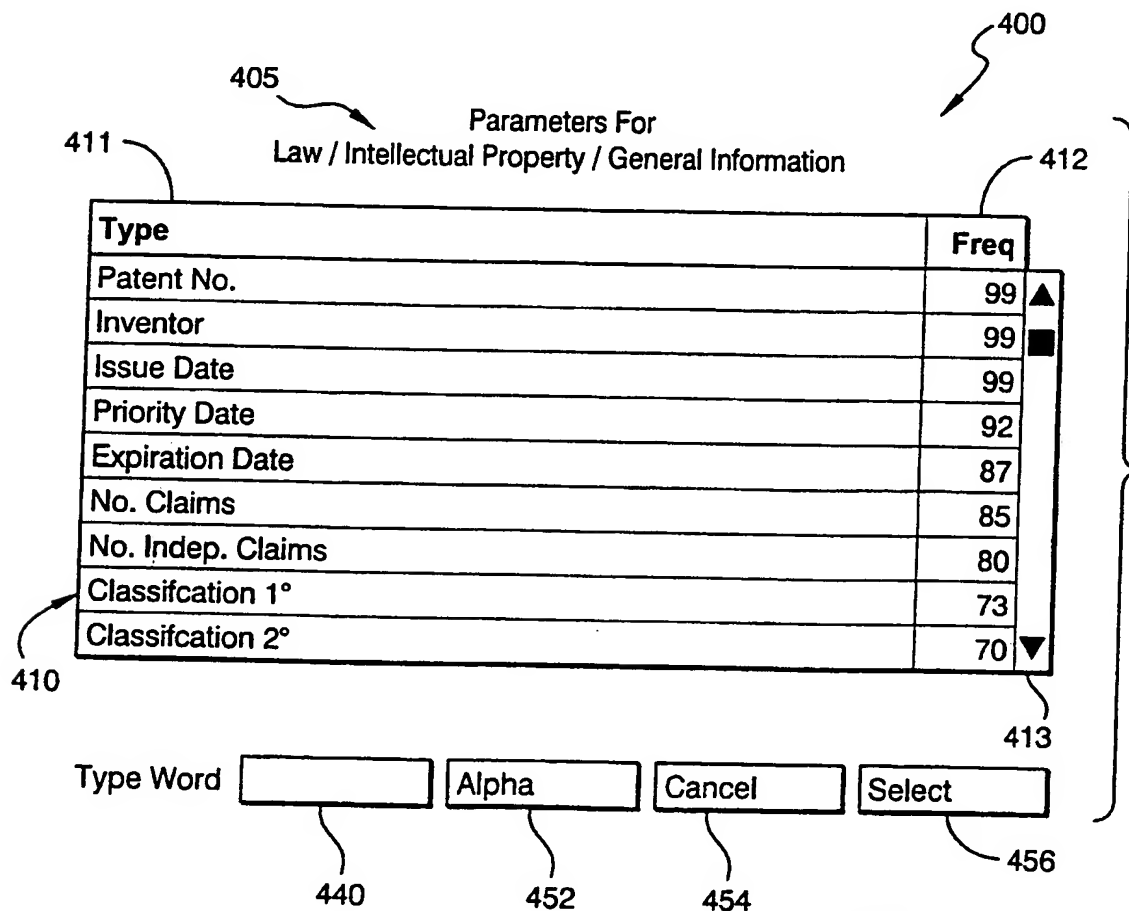 400
405
Parameters For
411
Law / Intellectual Property / General Information
412
Type Freq
Patent No. 99
Inventor 99
Issue Date 99
Priority Date 92
Expiration Date 87
No. Claims 85
No. Indep. Claims 80
Classifcation 1° 73
Classifcation 2° 70
410
413
Type Word Alpha Cancel Select
440 452 454 456